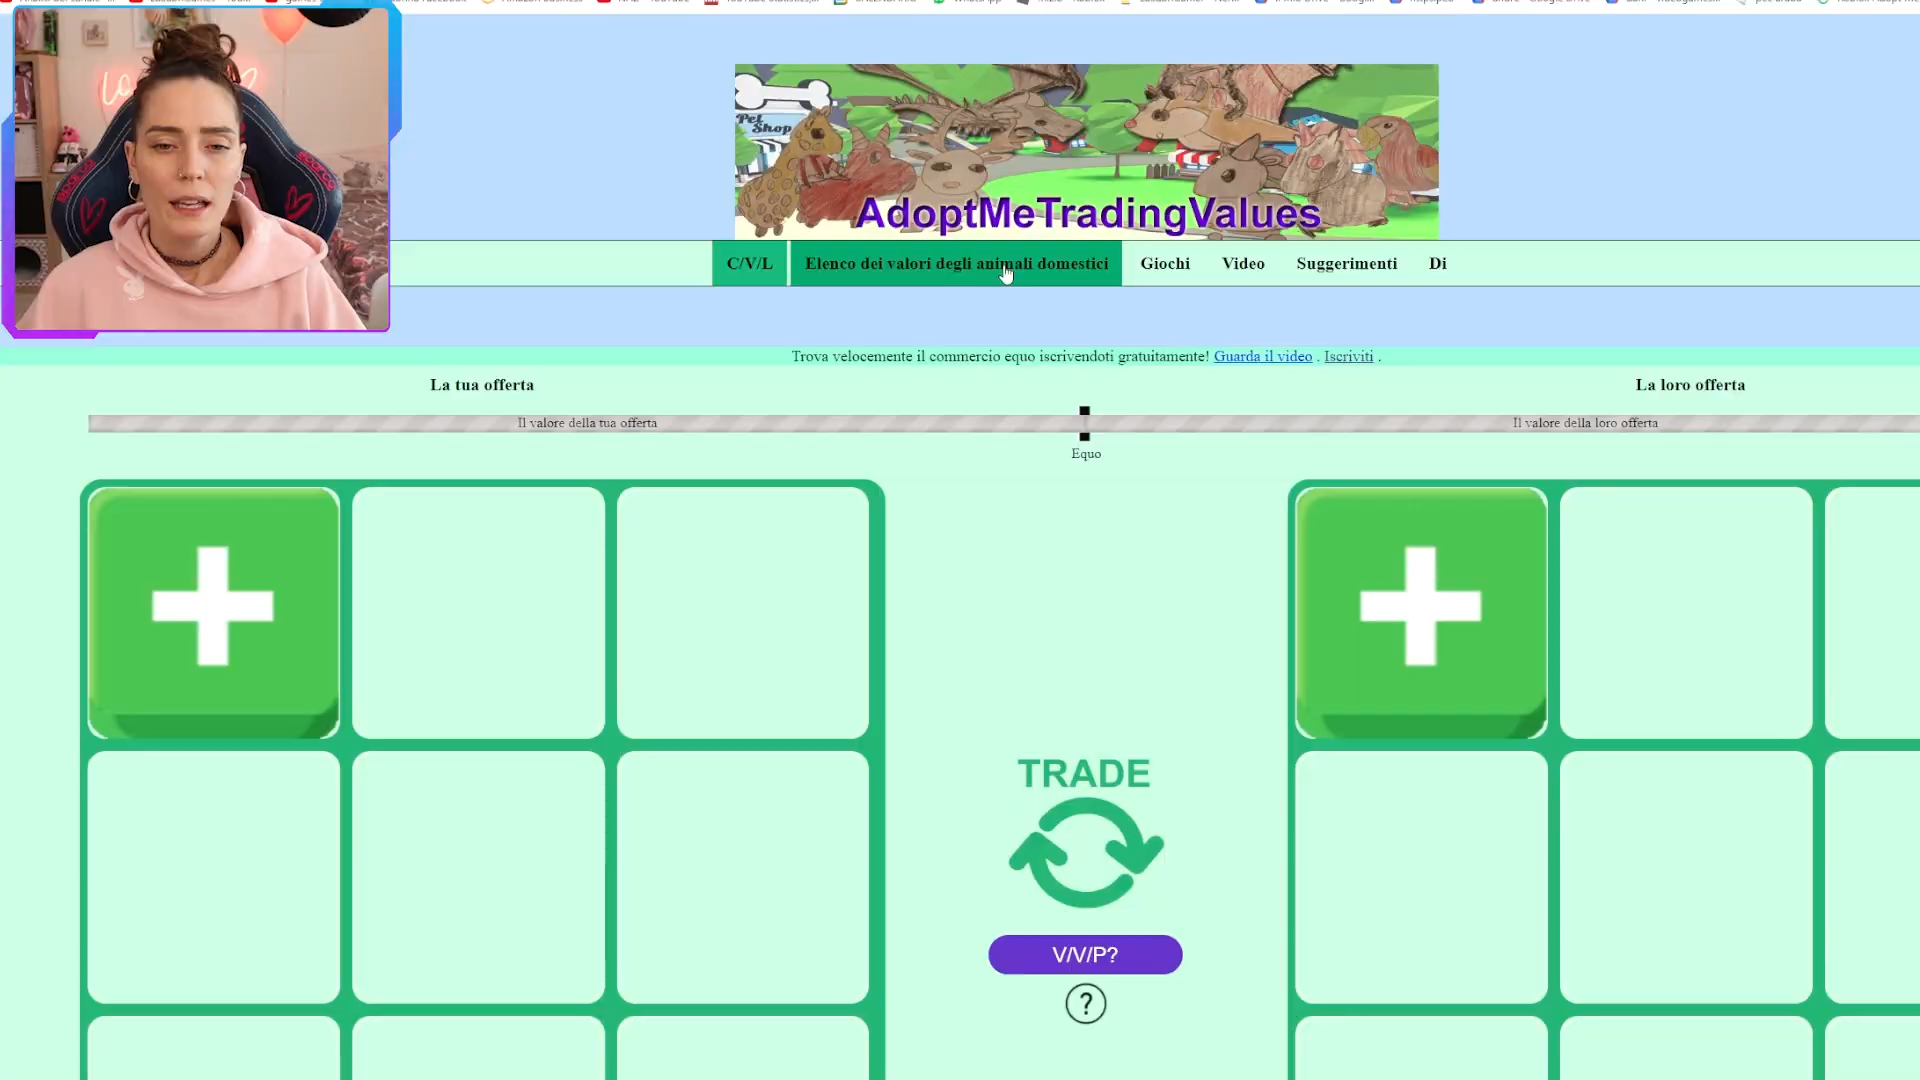 Pet
Shop
AdoptMeTradingValues
C/V/L
Elenco dei valori degli animali domestici
Giochi
Video
Suggerimenti
Di
Trova velocemente il commercio equo iscrivendoti gratuitamente! Guarda il video . Iscriviti .
La tua offerta
La loro offerta
Il valore della tua offerta
Il valore della loro offerta
Equo
TRADE
V/V/P?
?